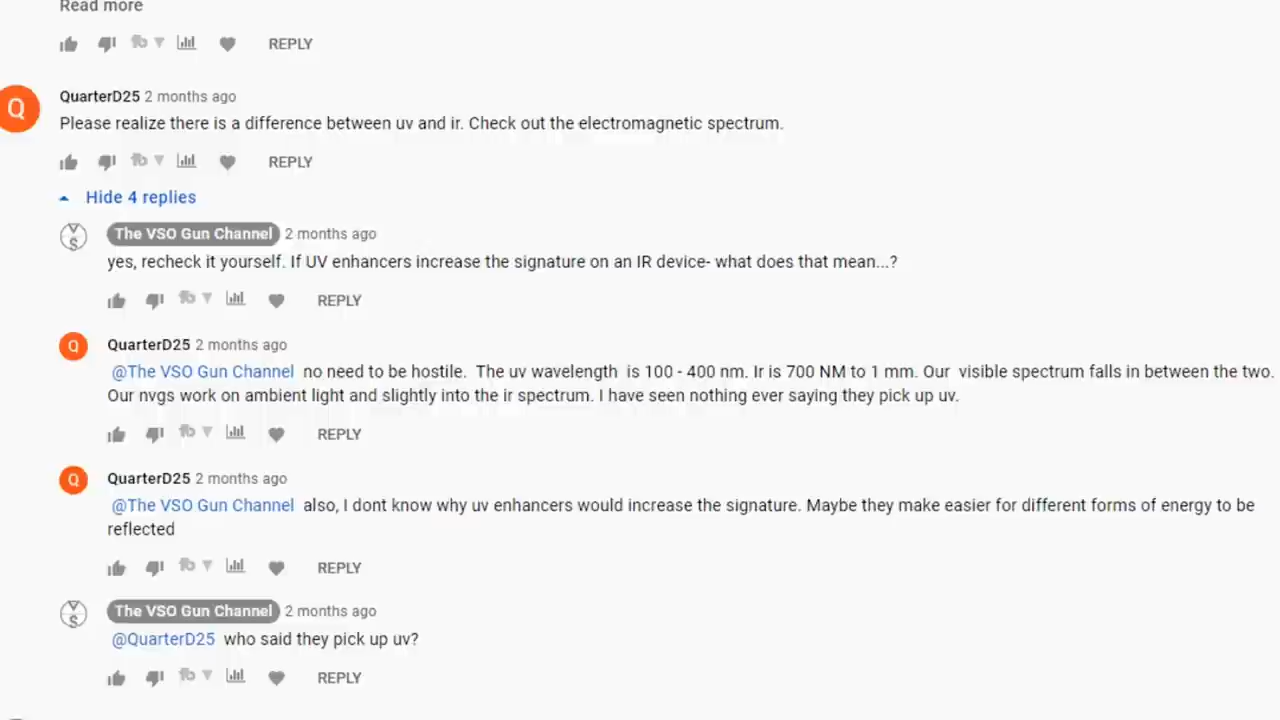 Read more
REPLY
Q
QuarterD25 2 months ago
Please realize there is a difference between uv and ir. Check out the electromagnetic spectrum.
REPLY
Hide 4 replies
The VSO Gun Channel 2 months ago
yes, recheck it yourself. If UV enhancers increase the signature on an IR device- what does that mean...?
REPLY
Q
QuarterD25 2 months ago
@The VSO Gun Channel no need to be hostile. The uv wavelength is 100 - 400 nm. Ir is 700 NM to 1 mm. Our visible spectrum falls in between the two.
Our nvgs work on ambient light and slightly into the ir spectrum. I have seen nothing ever saying they pick up uv.
REPLY
Q
QuarterD25 2 months ago
@The VSO Gun Channel also, I dont know why uv enhancers would increase the signature. Maybe they make easier for different forms of energy to be
reflected
REPLY
The VSO Gun Channel 2 months ago
@QuarterD25 who said they pick up uv?
REPLY